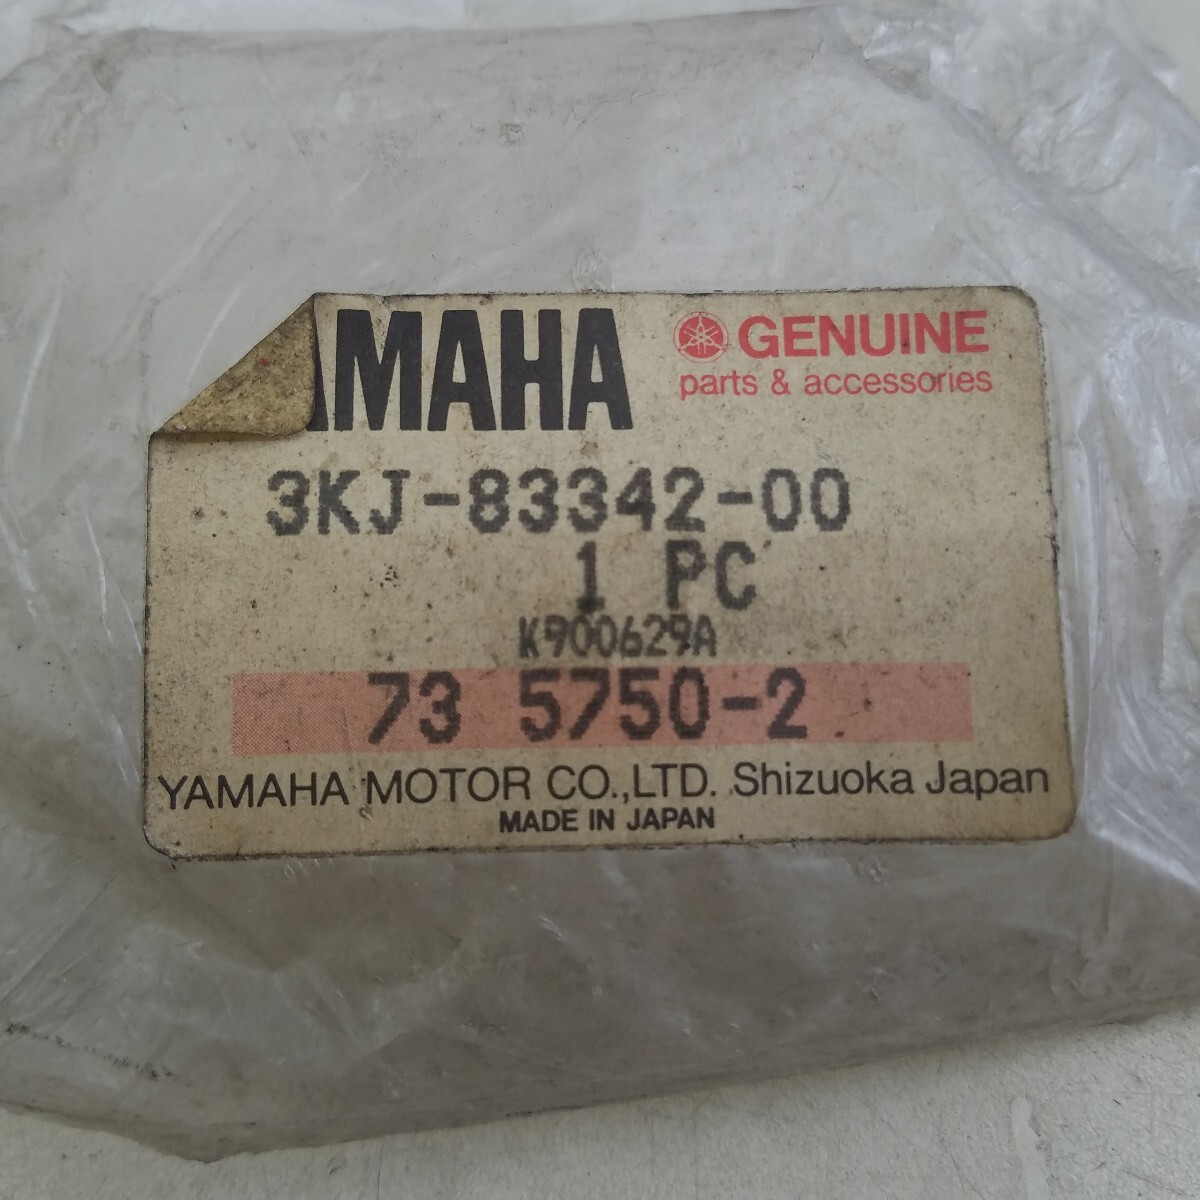 AMAHA GENUINE
parts & accessories
3KJ-83342-00
1 PC
K900629A
73 5750-2
YAMAHA MOTOR CO.,LTD. Shizuoka Japan
MADE IN JAPAN